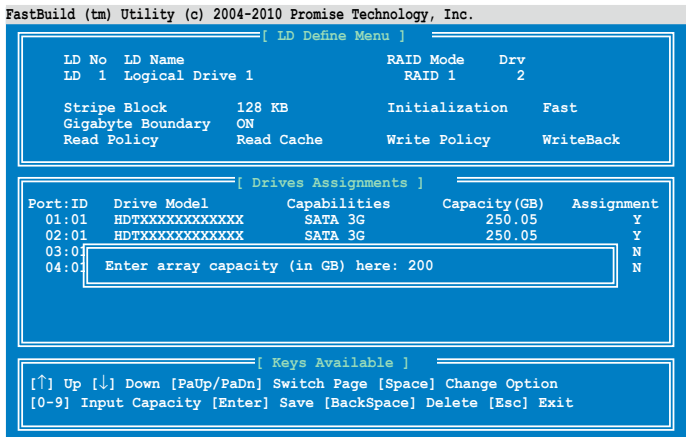 FastBuild (tm) Utility (c) 2004-2010 Promise Technology, Inc.
[ LD Define Menu ]
LD No LD Name RAID Mode Drv
LD 1 Logical Drive 1 RAID 1 2
Stripe Block 128 KB Initialization Fast
Gigabyte Boundary ON
Read Policy Read Cache Write Policy WriteBack
[ Drives Assignments ]
Port:ID Drive Model Capabilities Capacity(GB) Assignment
01:01 HDTXXXXXXXXXXXX SATA 3G 250.05 Y
02:01 HDTXXXXXXXXXXXX SATA 3G 250.05 Y
03:01 N
04:01 N
Enter array capacity (in GB) here: 200
[ Keys Available ]
[↑] Up [↓] Down [PaUp/PaDn] Switch Page [Space] Change Option
[0-9] Input Capacity [Enter] Save [BackSpace] Delete [Esc] Exit